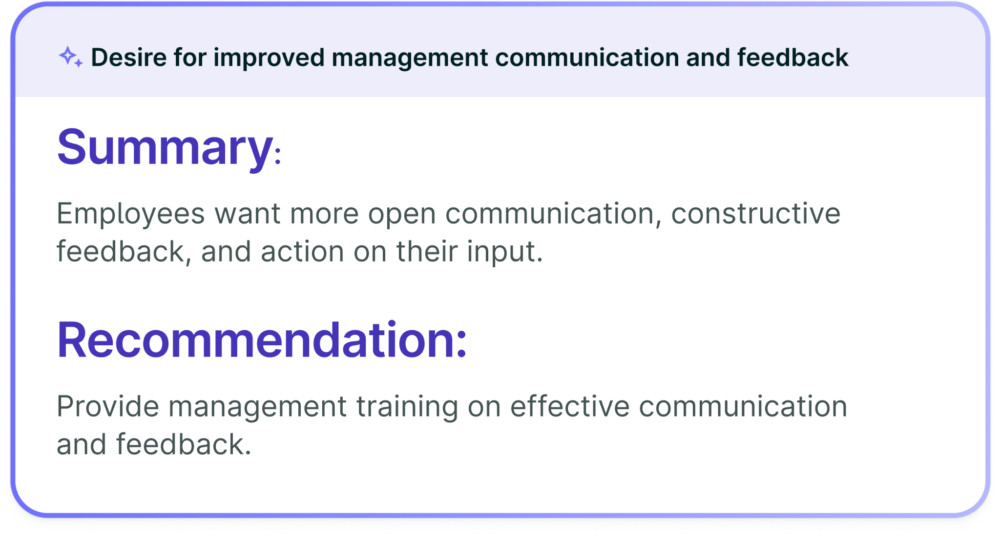 Desire for improved management communication and feedback
Summary:
Employees want more open communication, constructive
feedback, and action on their input.
Recommendation:
Provide management training on effective communication
and feedback.